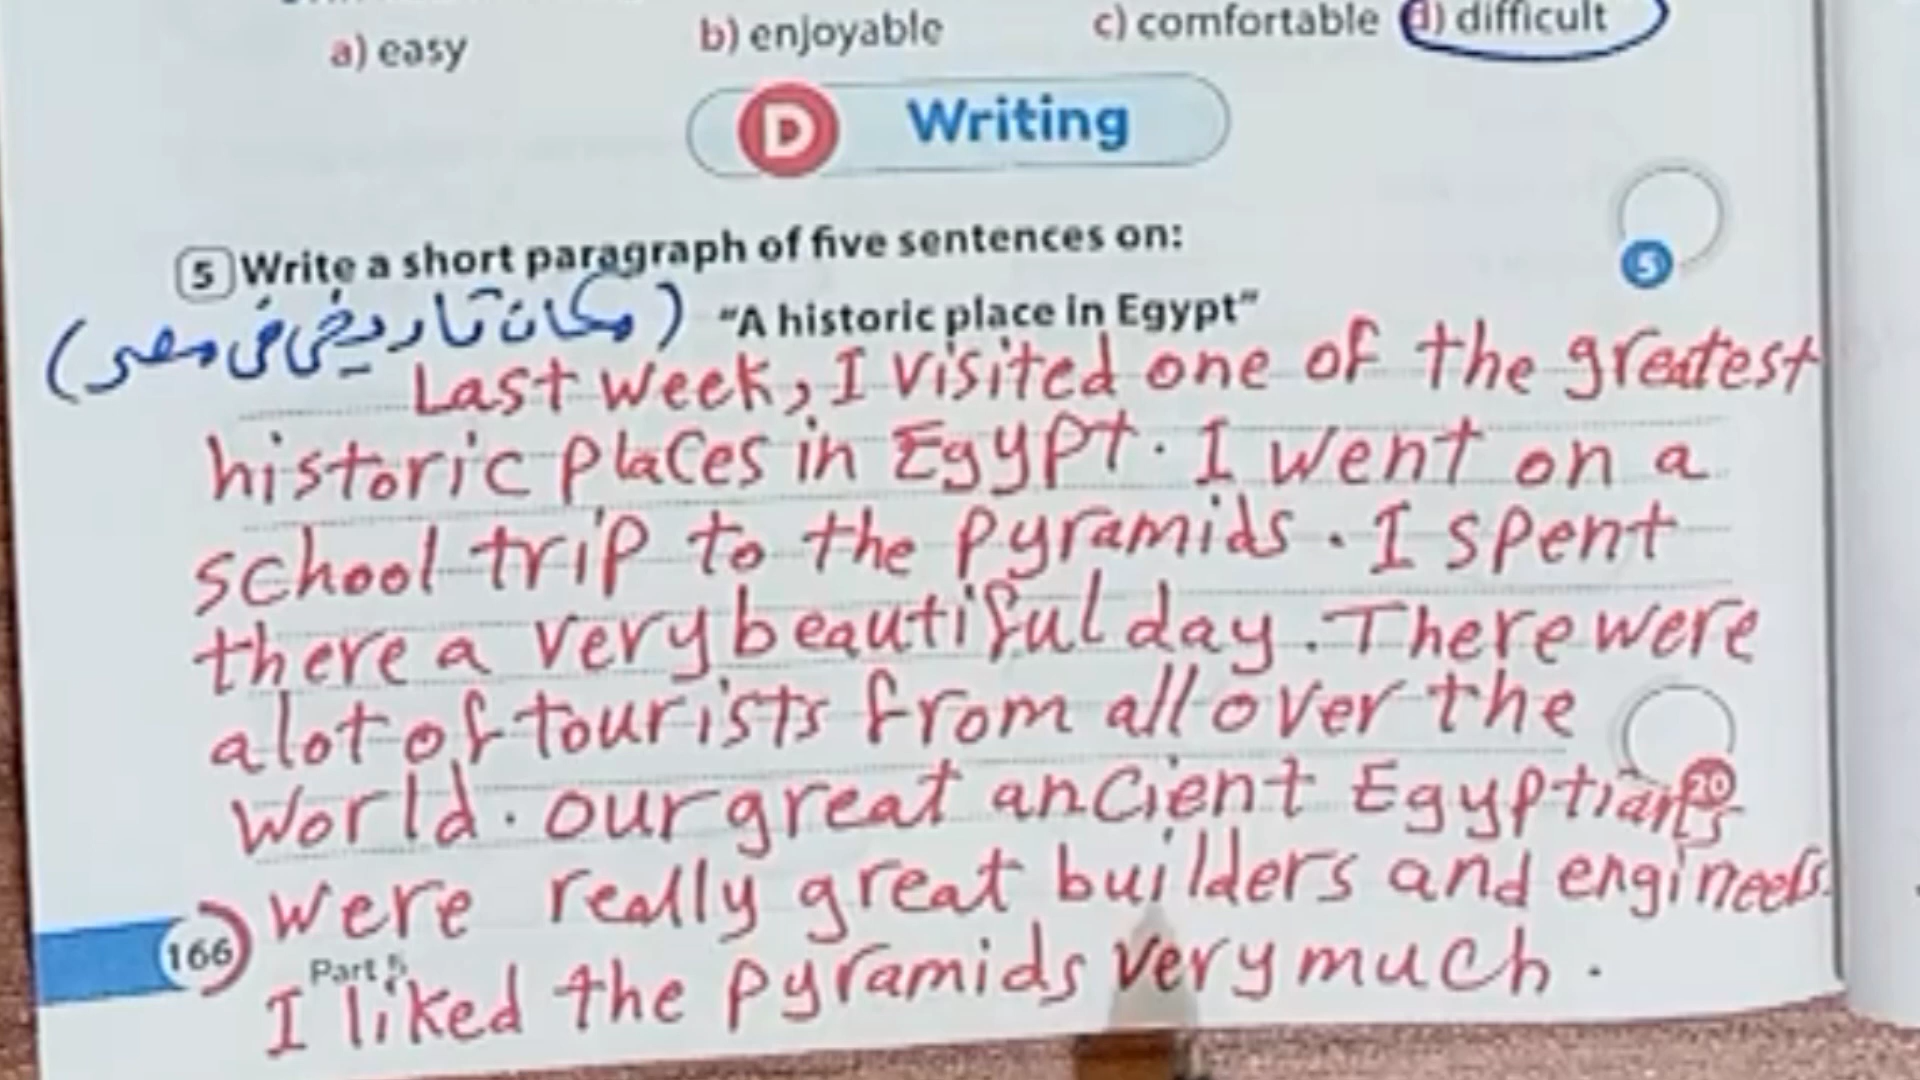 a) easy b) enjoyable c) comfortable d) difficult
D Writing
5 Write a short paragraph of five sentences on:
5
(مكان تاريخى فى مصر) "A historic place in Egypt"
Last week, I visited one of the greatest
historic places in Egypt. I went on a
school trip to the pyramids. I spent
there a very beautiful day. There were
alot of tourists from all over the
world. our great ancient Egyptians
20
were really great builders and engineers.
166 Part 5
I liked the pyramids very much.